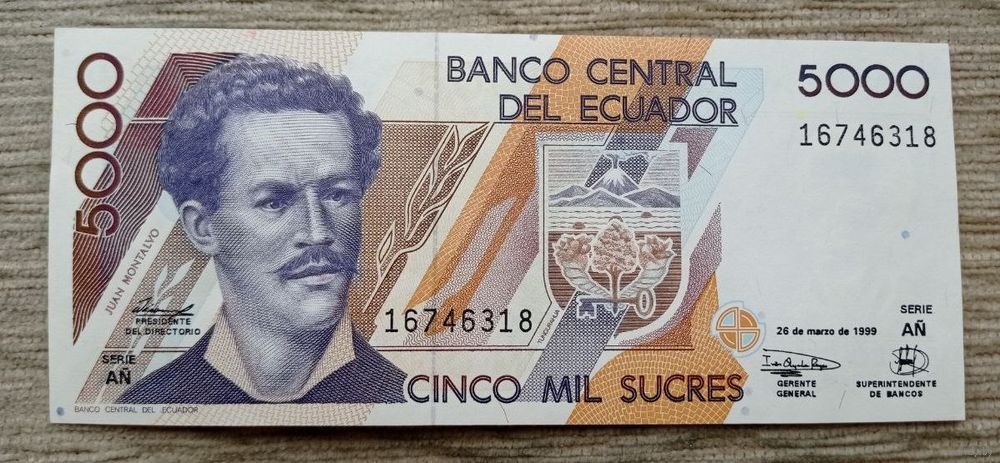 5000
BANCO CENTRAL
DEL ECUADOR
5000
16746318
JUAN MONTALVO
TUNGURAHUA
PRESIDENTE
DEL DIRECTORIO
SERIE
AÑ
16746318
26 de marzo de 1999
SERIE
AÑ
GERENTE
GENERAL
SUPERINTENDENTE
DE BANCOS
CINCO MIL SUCRES
BANCO CENTRAL DEL ECUADOR